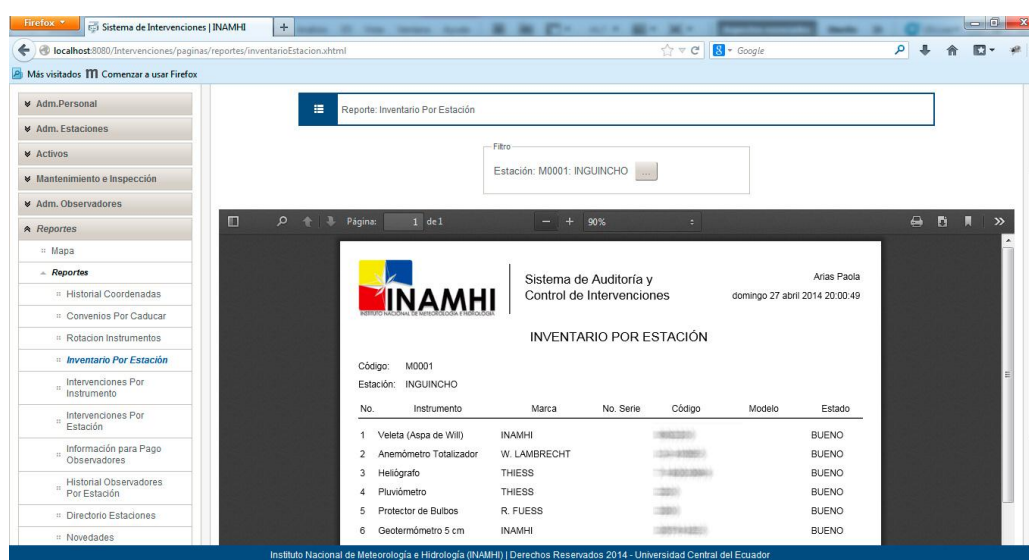 Firefox
Sistema de Intervenciones | INAMHI
+
localhost:8080/Intervenciones/paginas/reportes/inventarioEstacion.xhtml
Google
Más visitados
Comenzar a usar Firefox
Adm.Personal
Adm. Estaciones
Activos
Mantenimiento e Inspección
Adm. Observadores
Reportes
Mapa
Reportes
Historial Coordenadas
Convenios Por Caducar
Rotacion Instrumentos
Inventario Por Estación
Intervenciones Por
Instrumento
Intervenciones Por
Estación
Información para Pago
Observadores
Historial Observadores
Por Estación
Directorio Estaciones
Novedades
Reporte: Inventario Por Estación
Filtro
Estación: M0001: INGUINCHO ...
Página: 1 de 1 − + 90%
INAMHI
INSTITUTO NACIONAL DE METEOROLOGÍA E HIDROLOGÍA
Sistema de Auditoría y
Control de Intervenciones
Arias Paola
domingo 27 abril 2014 20:00:49
INVENTARIO POR ESTACIÓN
Código: M0001
Estación: INGUINCHO
No. Instrumento Marca No. Serie Código Modelo Estado
1 Veleta (Aspa de Will) INAMHI BUENO
2 Anemómetro Totalizador W. LAMBRECHT BUENO
3 Heliógrafo THIESS BUENO
4 Pluviómetro THIESS BUENO
5 Protector de Bulbos R. FUESS BUENO
6 Geotermómetro 5 cm INAMHI BUENO
Instituto Nacional de Meteorología e Hidrología (INAMHI) | Derechos Reservados 2014 - Universidad Central del Ecuador